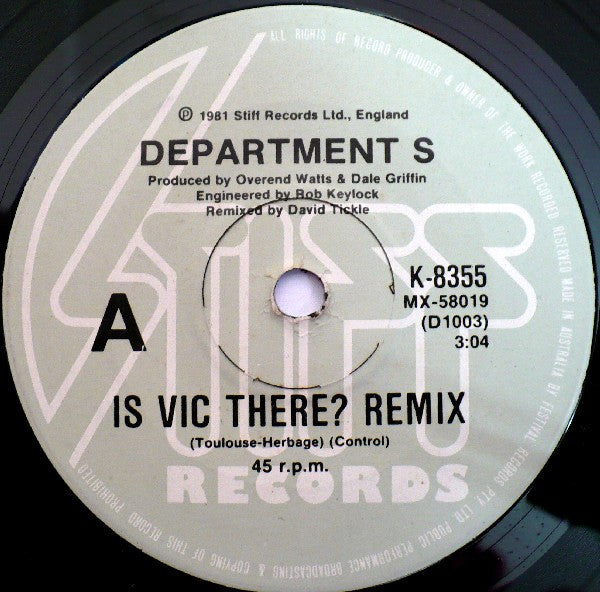 ALL RIGHTS OF RECORD PRODUCER & OWNER OF THE WORK RECORDED RESERVED MADE IN AUSTRALIA BY FESTIVAL RECORDS PTY LTD PUBLIC PERFORMANCE BROADCASTING & COPYING OF THIS RECORD PROHIBITED
℗ 1981 Stiff Records Ltd., England
DEPARTMENT S
Produced by Overend Watts & Dale Griffin
Engineered by Rob Keylock
Remixed by David Tickle
STIFF
K-8355
MX-58019
(D1003)
3:04
A
IS VIC THERE? REMIX
(Toulouse-Herbage) (Control)
45 r.p.m.
RECORDS